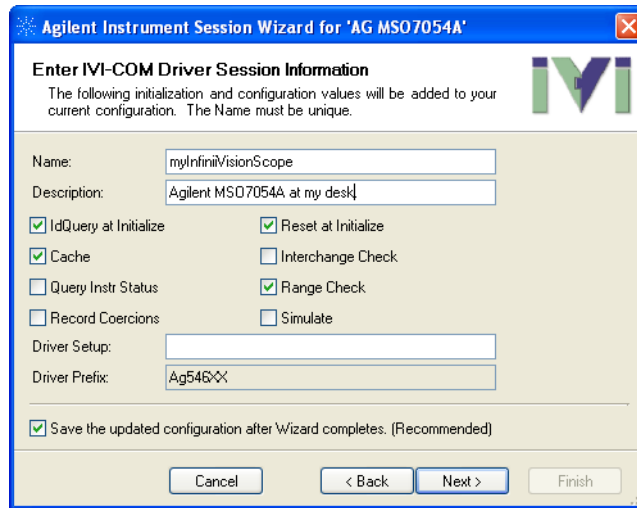 Agilent Instrument Session Wizard for 'AG MSO7054A'
Enter IVI-COM Driver Session Information
The following initialization and configuration values will be added to your
current configuration. The Name must be unique.
IVI
Name: myInfiniiVisionScope
Description: Agilent MSO7054A at my desk
IdQuery at Initialize Reset at Initialize
Cache Interchange Check
Query Instr Status Range Check
Record Coercions Simulate
Driver Setup:
Driver Prefix: Ag546XX
Save the updated configuration after Wizard completes. (Recommended)
Cancel < Back Next > Finish